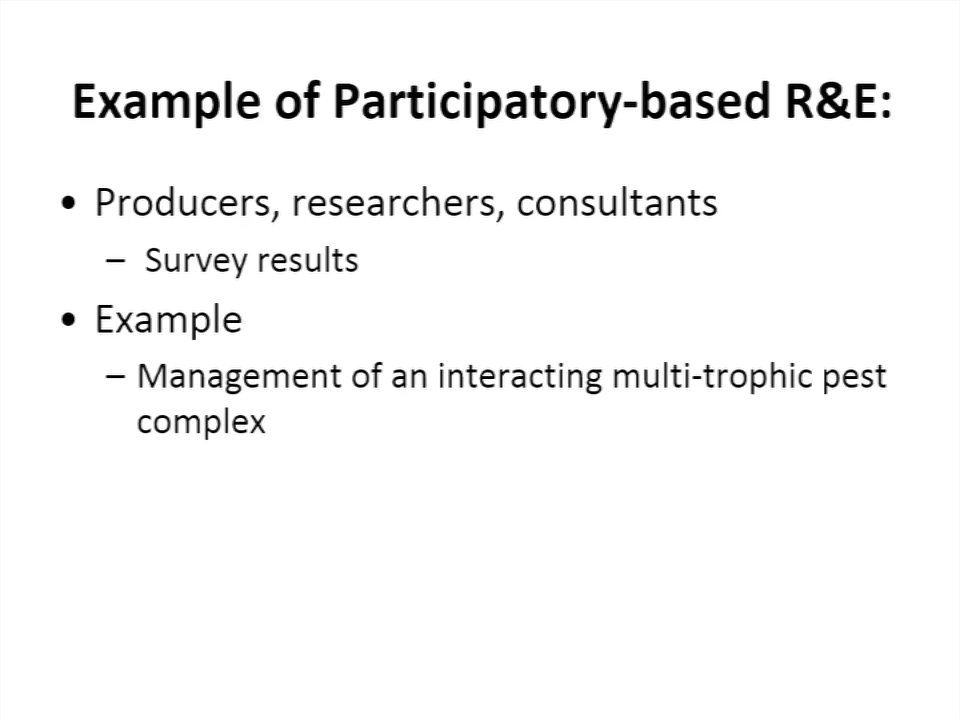 Example of Participatory-based R&E:
• Producers, researchers, consultants
– Survey results
• Example
– Management of an interacting multi-trophic pest
complex